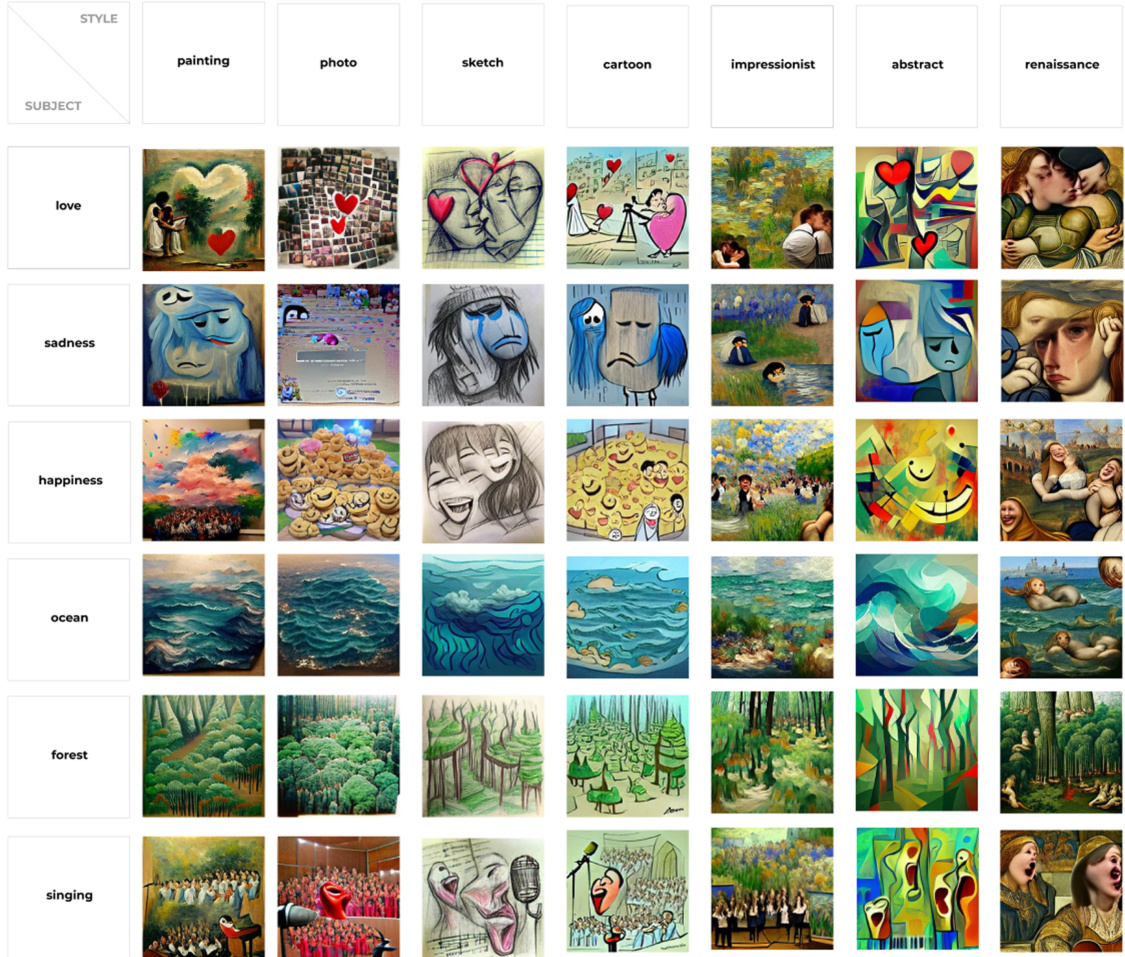 STYLE
SUBJECT
painting
photo
sketch
cartoon
impressionist
abstract
renaissance
love
sadness
happiness
ocean
forest
singing